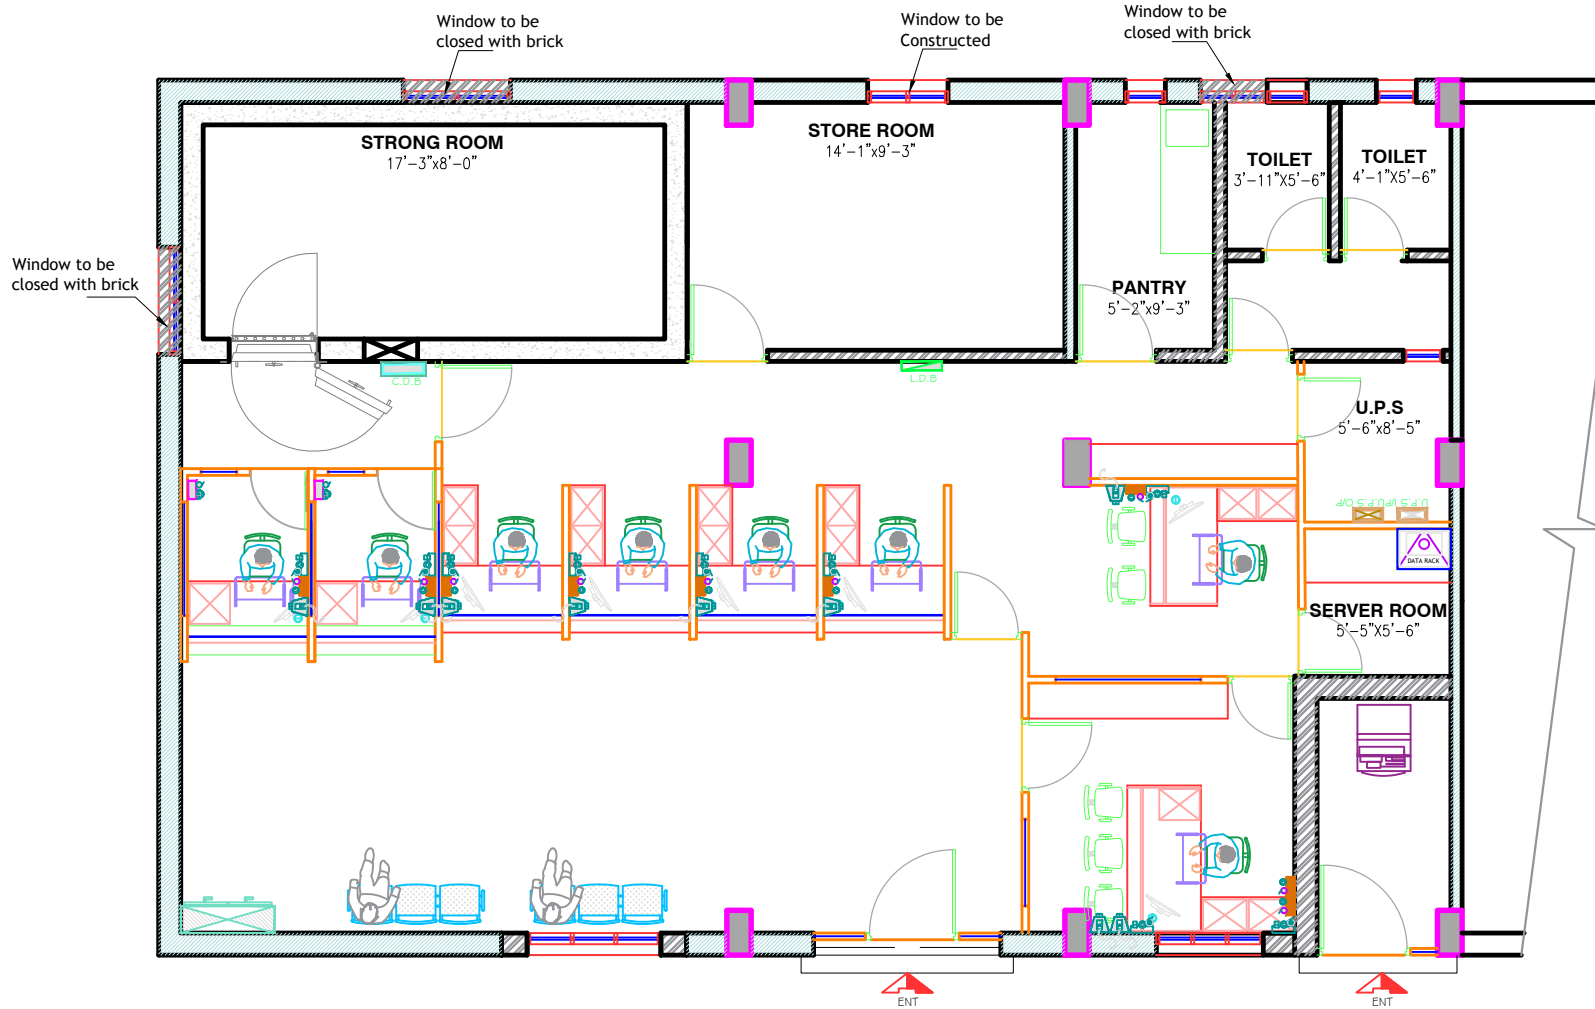 Window to be
closed with brick
Window to be
Constructed
Window to be
closed with brick
STRONG ROOM
17'-3"x8'-0"
STORE ROOM
14'-1"x9'-3"
TOILET
3'-11"X5'-6"
TOILET
4'-1"X5'-6"
Window to be
closed with brick
PANTRY
5'-2"x9'-3"
C.D.B
L.D.B
U.P.S
5'-6"x8'-5"
U.P.S O/P
U.P.S I/P
DATA RACK
SERVER ROOM
5'-5"X5'-6"
ENT
ENT